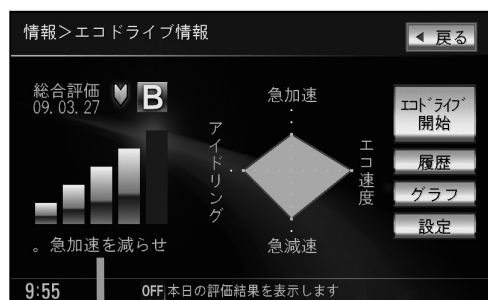 情報＞エコドライブ情報
戻る
総合評価
09.03.27
B
急加速
アイドリング
エコ速度
急減速
。急加速を減らせ
ｴｺﾄﾞﾗｲﾌﾞ
開始
履歴
グラフ
設定
9:55
OFF 本日の評価結果を表示します